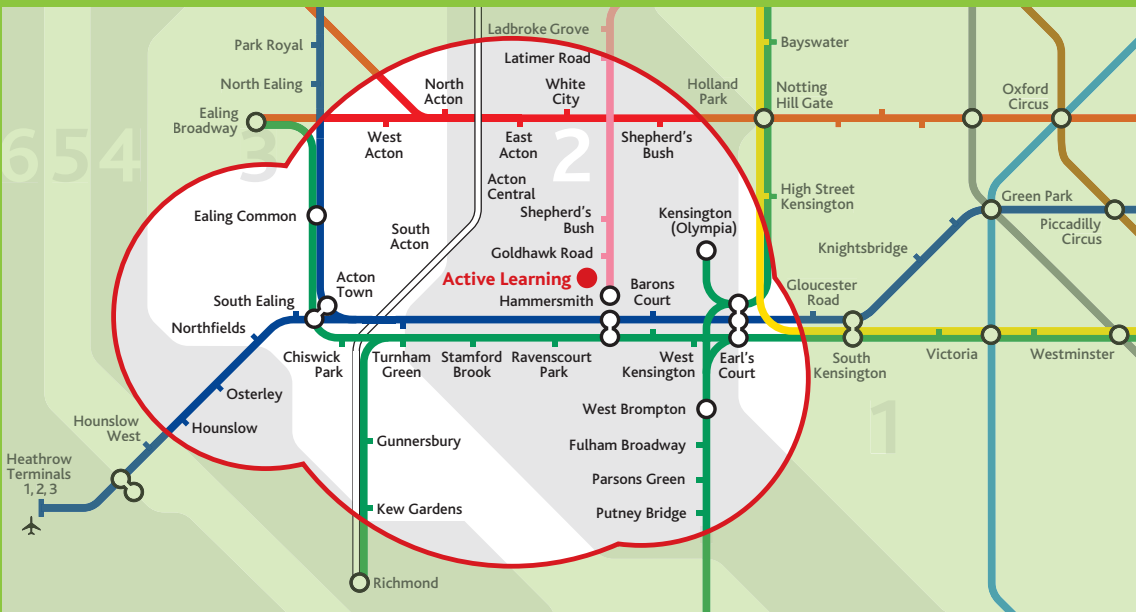 Ladbroke Grove
Park Royal
Bayswater
Latimer Road
North Ealing
North
Acton
White
City
Holland
Park
Notting
Hill Gate
Oxford
Circus
Ealing
Broadway
6 5 4 3
West
Acton
East
Acton
2
Shepherd's
Bush
Acton
Central
High Street
Kensington
Green Park
Ealing Common
Shepherd's
Bush
Kensington
(Olympia)
Piccadilly
Circus
South
Acton
Goldhawk Road
Knightsbridge
Active Learning
Acton
Town
Hammersmith
Barons
Court
Gloucester
Road
South Ealing
Northfields
Chiswick
Park
Turnham
Green
Stamford
Brook
Ravenscourt
Park
West
Kensington
Earl's
Court
South
Kensington
Victoria
Westminster
Osterley
West Brompton
1
Hounslow
West
Hounslow
Gunnersbury
Fulham Broadway
Heathrow
Terminals
1, 2, 3
Parsons Green
Kew Gardens
Putney Bridge
Richmond